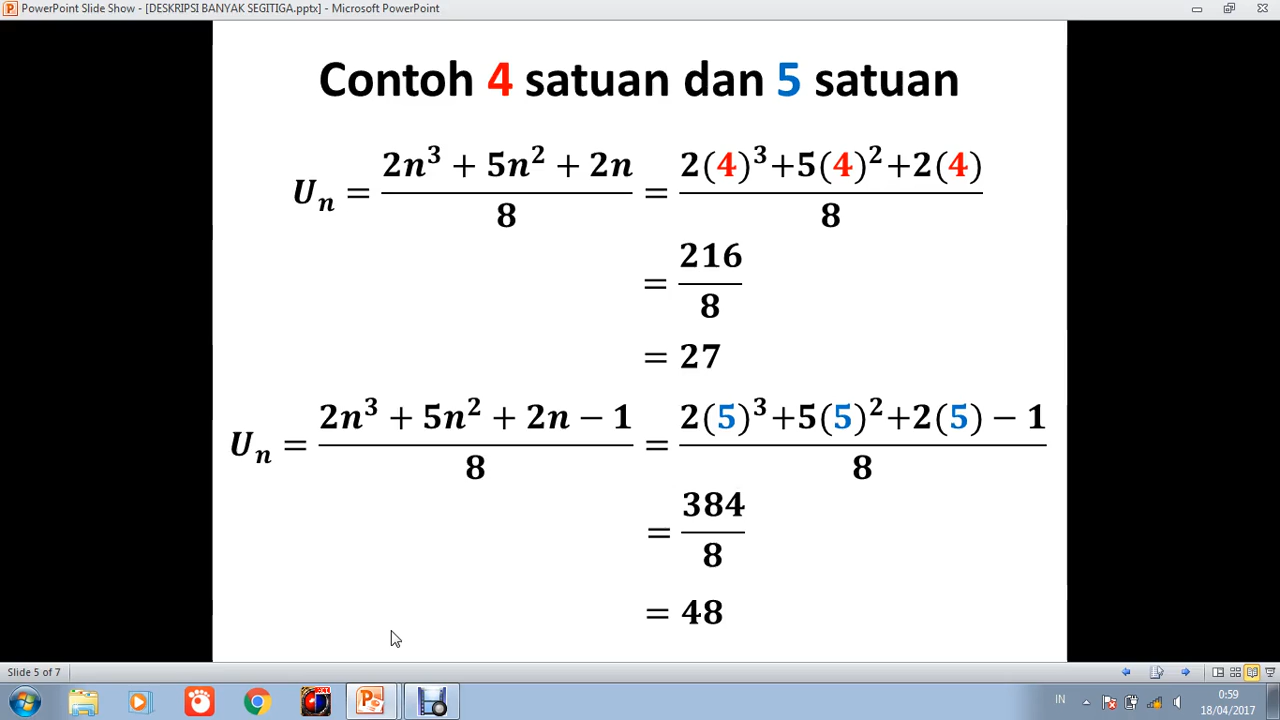 PowerPoint Slide Show - [DESKRIPSI BANYAK SEGITIGA.pptx] - Microsoft PowerPoint
Contoh 4 satuan dan 5 satuan
Uₙ = (2n³ + 5n² + 2n)/8 = (2(4)³+5(4)²+2(4))/8
= 216/8
= 27
Uₙ = (2n³ + 5n² + 2n − 1)/8 = (2(5)³+5(5)²+2(5) − 1)/8
= 384/8
= 48
Slide 5 of 7
IN
0:59
18/04/2017